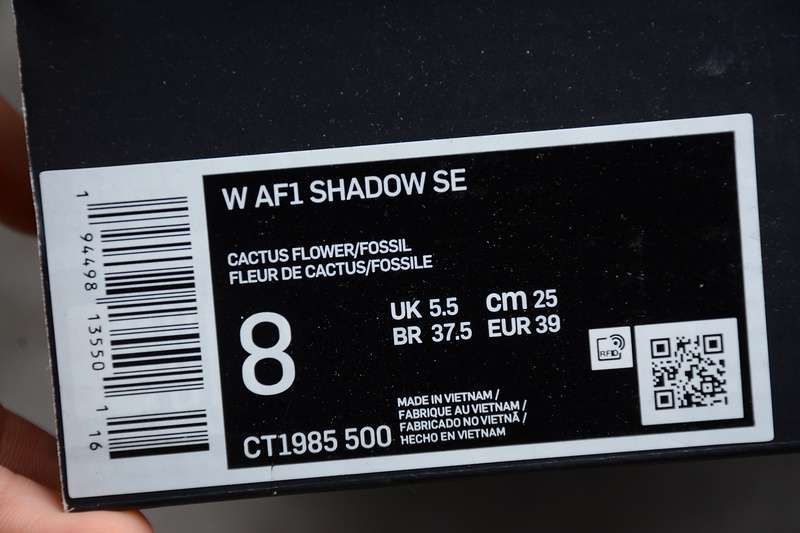 W AF1 SHADOW SE
CACTUS FLOWER/FOSSIL
FLEUR DE CACTUS/FOSSILE
8
UK 5.5 cm 25
BR 37.5 EUR 39
RFID
MADE IN VIETNAM /
FABRIQUE AU VIETNAM /
FABRICADO NO VIETNÃ /
HECHO EN VIETNAM
CT1985 500
1 94498 13550 1 16